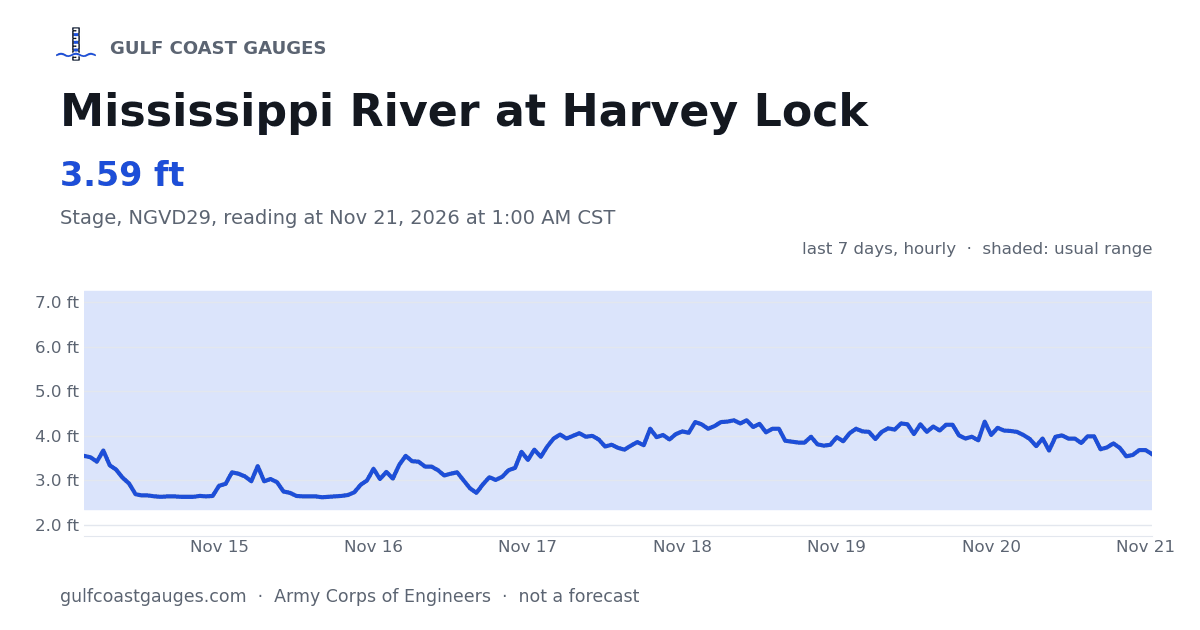 GULF COAST GAUGES
Mississippi River at Harvey Lock
3.59 ft
Stage, NGVD29, reading at Nov 21, 2026 at 1:00 AM CST
last 7 days, hourly · shaded: usual range
7.0 ft
6.0 ft
5.0 ft
4.0 ft
3.0 ft
2.0 ft
Nov 15 Nov 16 Nov 17 Nov 18 Nov 19 Nov 20 Nov 21
gulfcoastgauges.com · Army Corps of Engineers · not a forecast